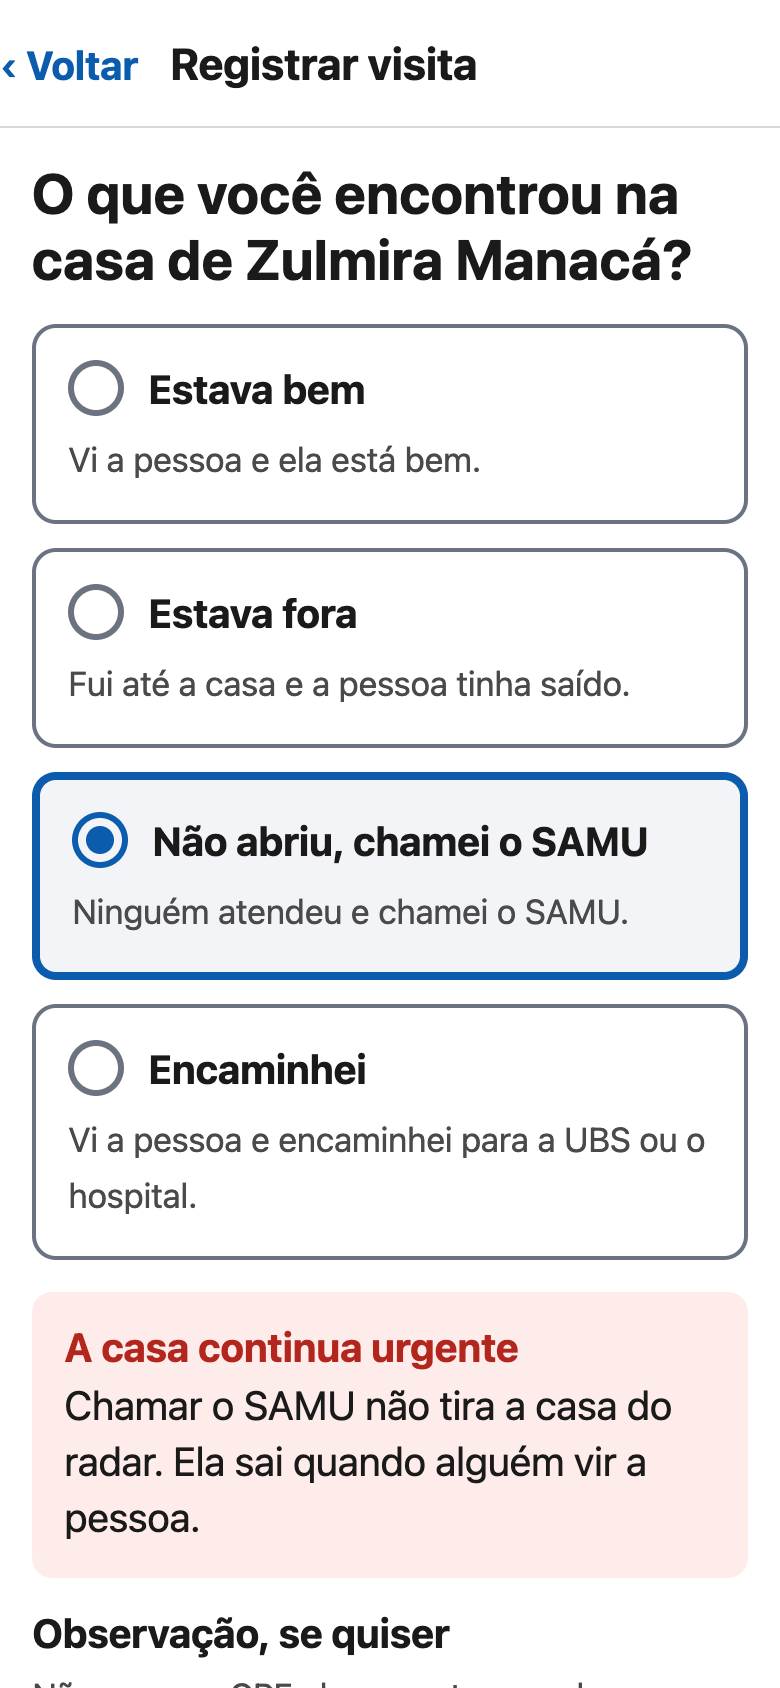 ‹ Voltar Registrar visita
O que você encontrou na
casa de Zulmira Manacá?
Estava bem
Vi a pessoa e ela está bem.
Estava fora
Fui até a casa e a pessoa tinha saído.
Não abriu, chamei o SAMU
Ninguém atendeu e chamei o SAMU.
Encaminhei
Vi a pessoa e encaminhei para a UBS ou o
hospital.
A casa continua urgente
Chamar o SAMU não tira a casa do
radar. Ela sai quando alguém vir a
pessoa.
Observação, se quiser